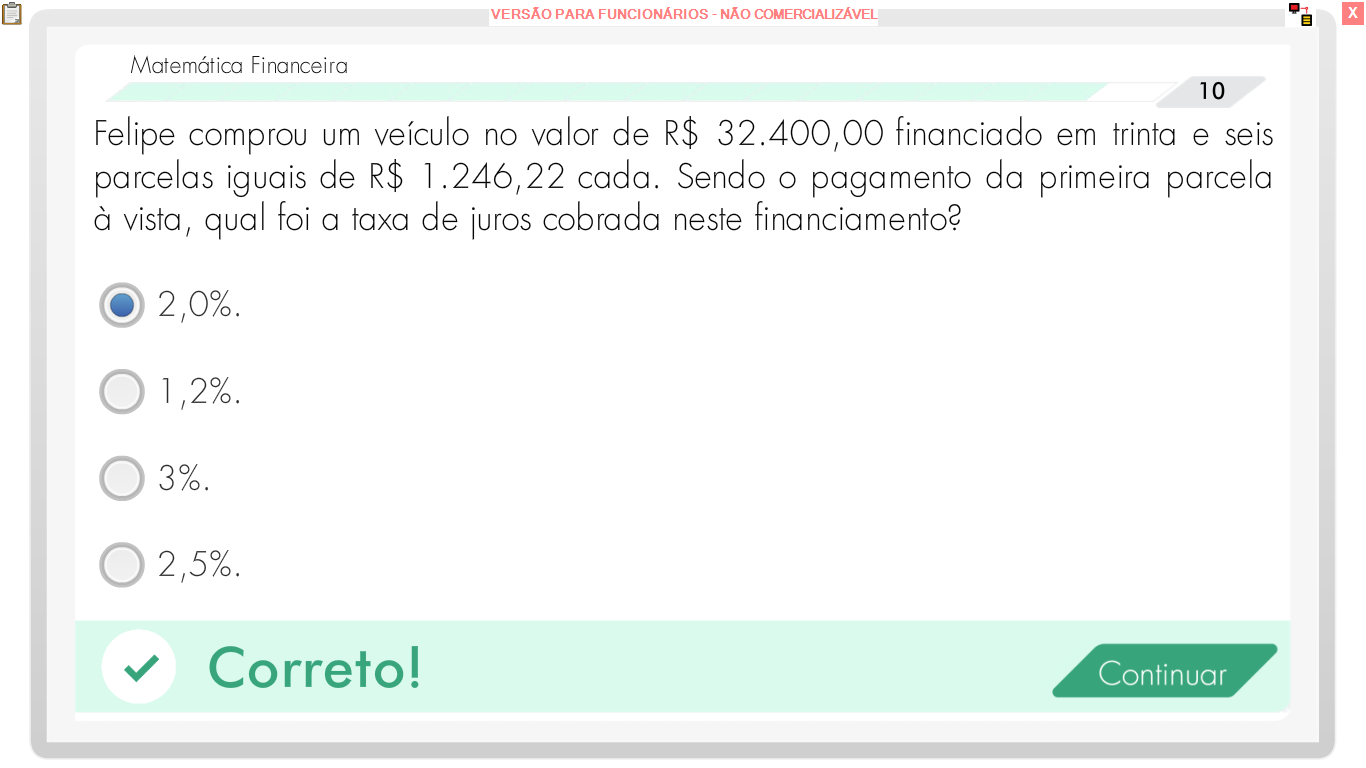 VERSÃO PARA FUNCIONÁRIOS - NÃO COMERCIALIZÁVEL
X
Matemática Financeira
10
Felipe comprou um veículo no valor de R$ 32.400,00 financiado em trinta e seis
parcelas iguais de R$ 1.246,22 cada. Sendo o pagamento da primeira parcela
à vista, qual foi a taxa de juros cobrada neste financiamento?
2,0%.
1,2%.
3%.
2,5%.
Correto!
Continuar